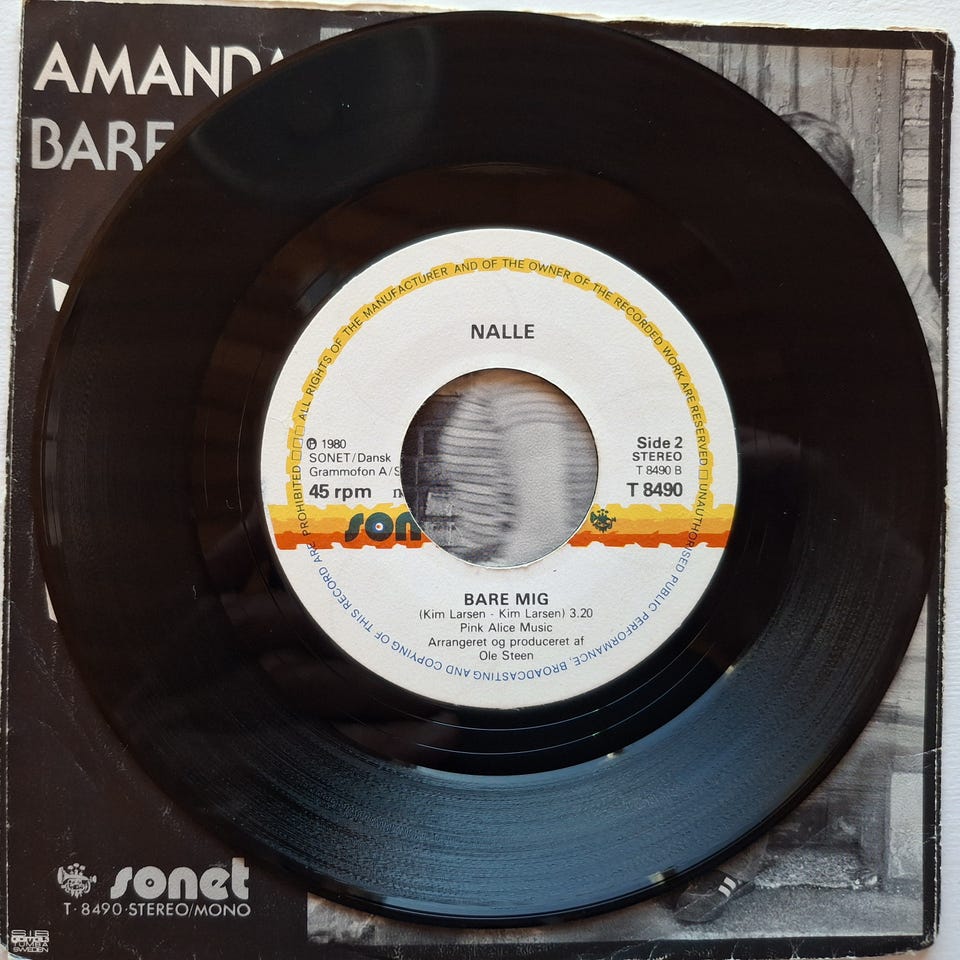 AMANDA
BARE
NALLE
ALL RIGHTS OF THE MANUFACTURER AND OF THE OWNER OF THE RECORDED WORK ARE RESERVED □ UNAUTHORISED PUBLIC PERFORMANCE, BROADCASTING AND COPYING OF THIS RECORD ARE PROHIBITED □□□
℗ 1980
SONET/Dansk
Grammofon A/S
45 rpm n
Side 2
STEREO
T 8490 B
T 8490
son
BARE MIG
(Kim Larsen - Kim Larsen) 3.20
Pink Alice Music
Arrangeret og produceret af
Ole Steen
sonet
T·8490·STEREO/MONO
TUMBA
SWEDEN